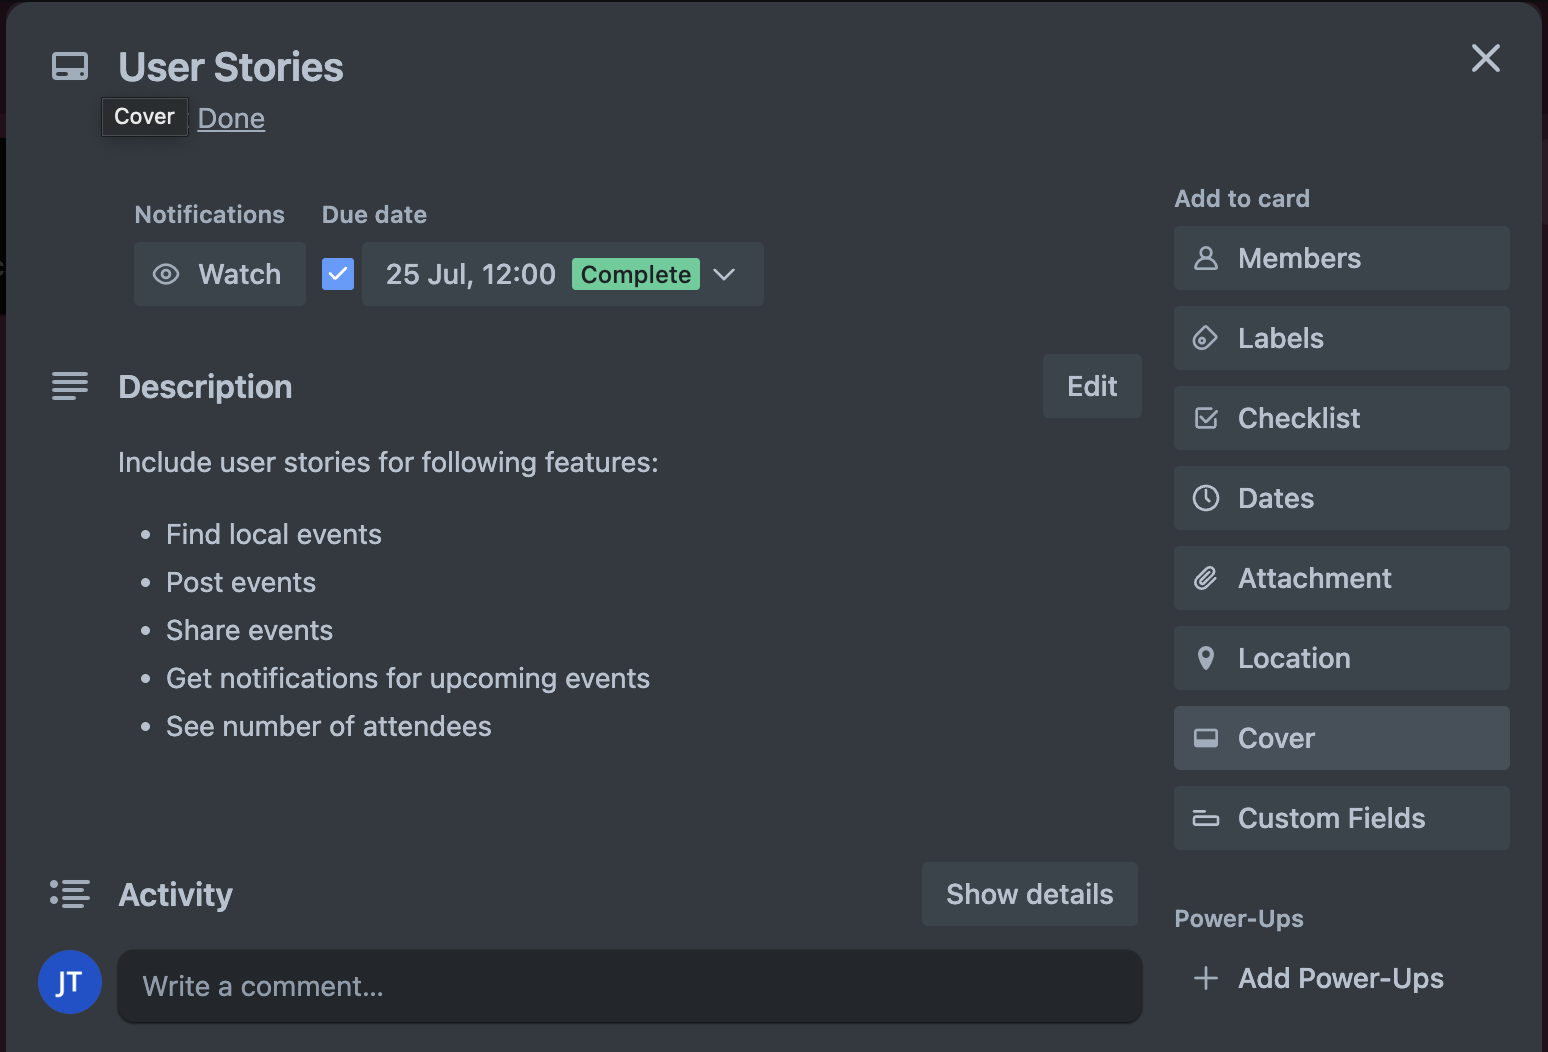 User Stories
Cover
Done
Notifications
Due date
Watch
25 Jul, 12:00
Complete
Description
Edit
Include user stories for following features:
• Find local events
• Post events
• Share events
• Get notifications for upcoming events
• See number of attendees
Activity
Show details
JT
Write a comment...
Add to card
Members
Labels
Checklist
Dates
Attachment
Location
Cover
Custom Fields
Power-Ups
Add Power-Ups